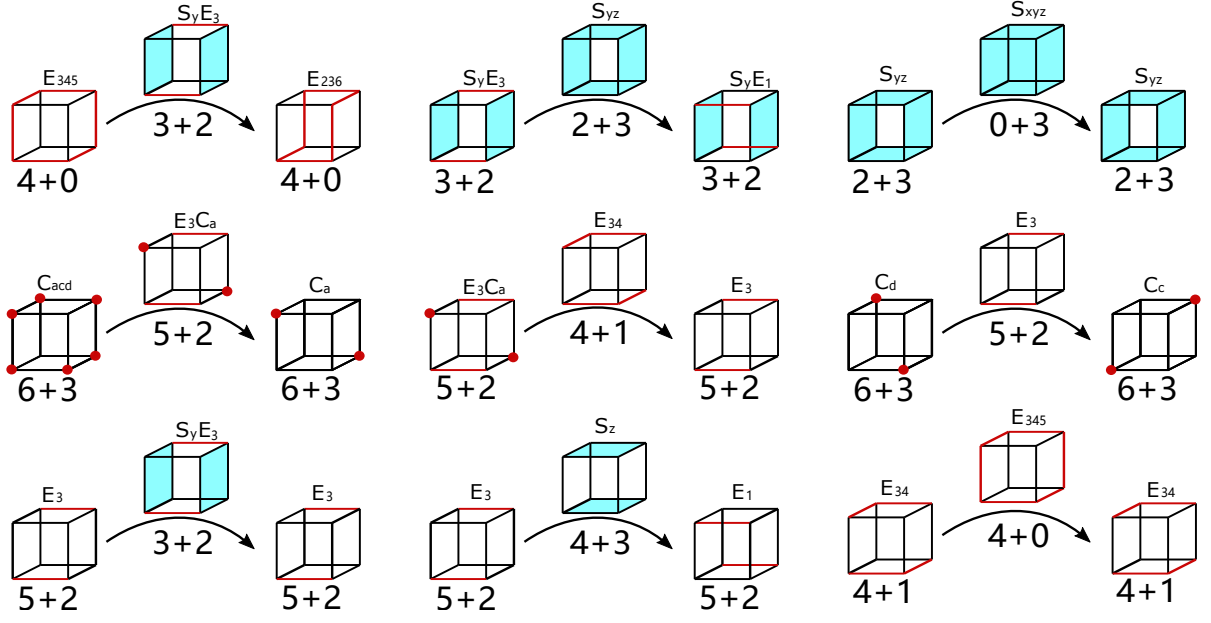 SyE3
Syz
Sxyz
E345
E236
SyE3
SyE1
Syz
Syz
3+2
2+3
0+3
4+0
4+0
3+2
3+2
2+3
2+3
E3Ca
E34
E3
Cacd
Ca
E3Ca
E3
Cd
Cc
5+2
4+1
5+2
6+3
6+3
5+2
5+2
6+3
6+3
SyE3
Sz
E345
E3
E3
E3
E1
E34
E34
3+2
4+3
4+0
5+2
5+2
5+2
5+2
4+1
4+1